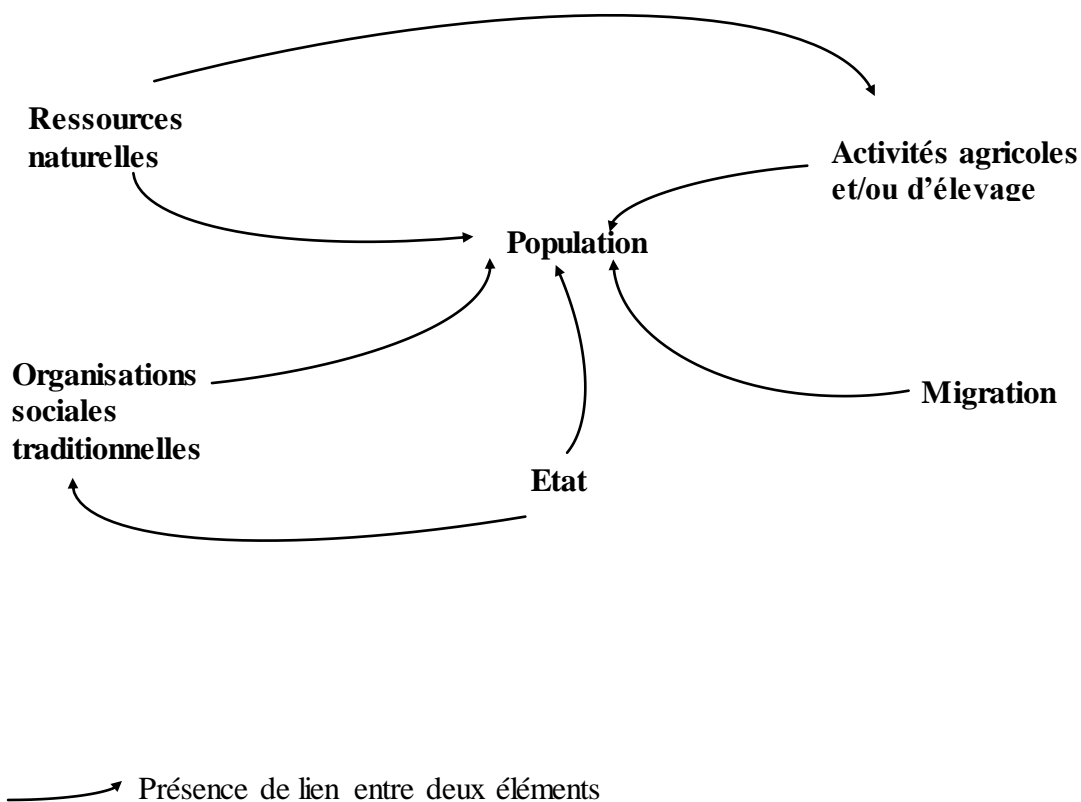 Ressources
naturelles
Activités agricoles
et/ou d’élevage
Population
Organisations
sociales
traditionnelles
Migration
Etat
Présence de lien entre deux éléments